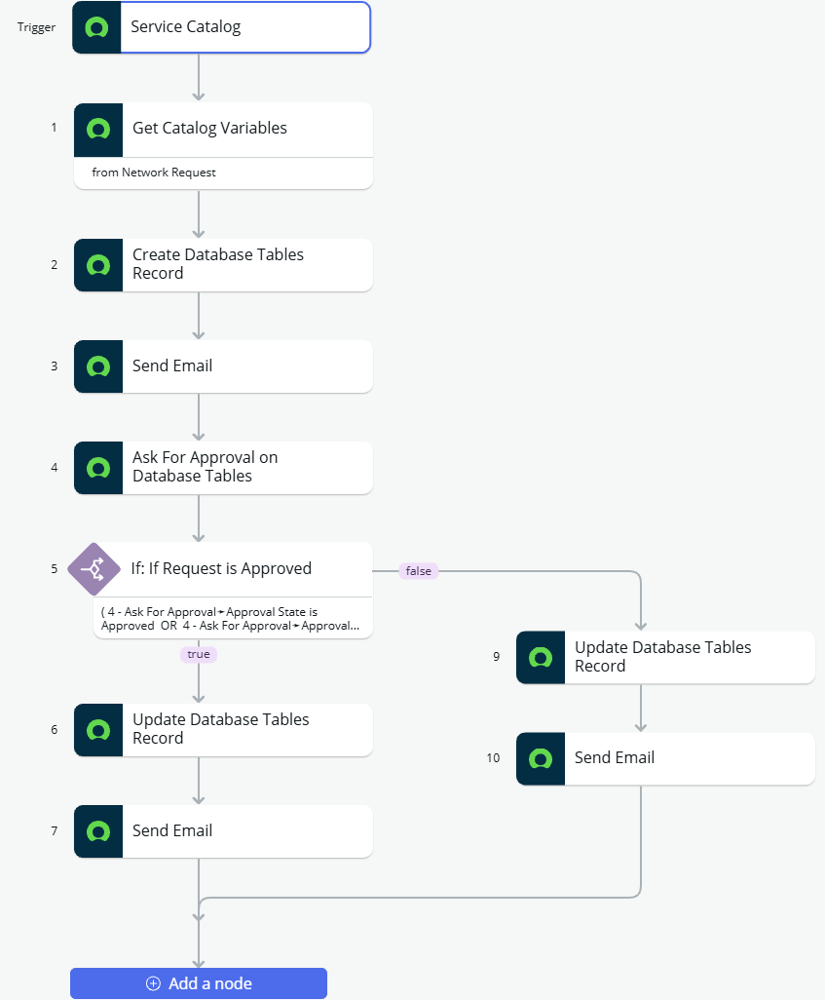 Trigger
Service Catalog
1
Get Catalog Variables
from Network Request
2
Create Database Tables
Record
3
Send Email
4
Ask For Approval on
Database Tables
5
If: If Request is Approved
false
( 4 - Ask For Approval➛Approval State is
Approved OR 4 - Ask For Approval➛Approval...
true
9
Update Database Tables
Record
6
Update Database Tables
Record
10
Send Email
7
Send Email
Add a node